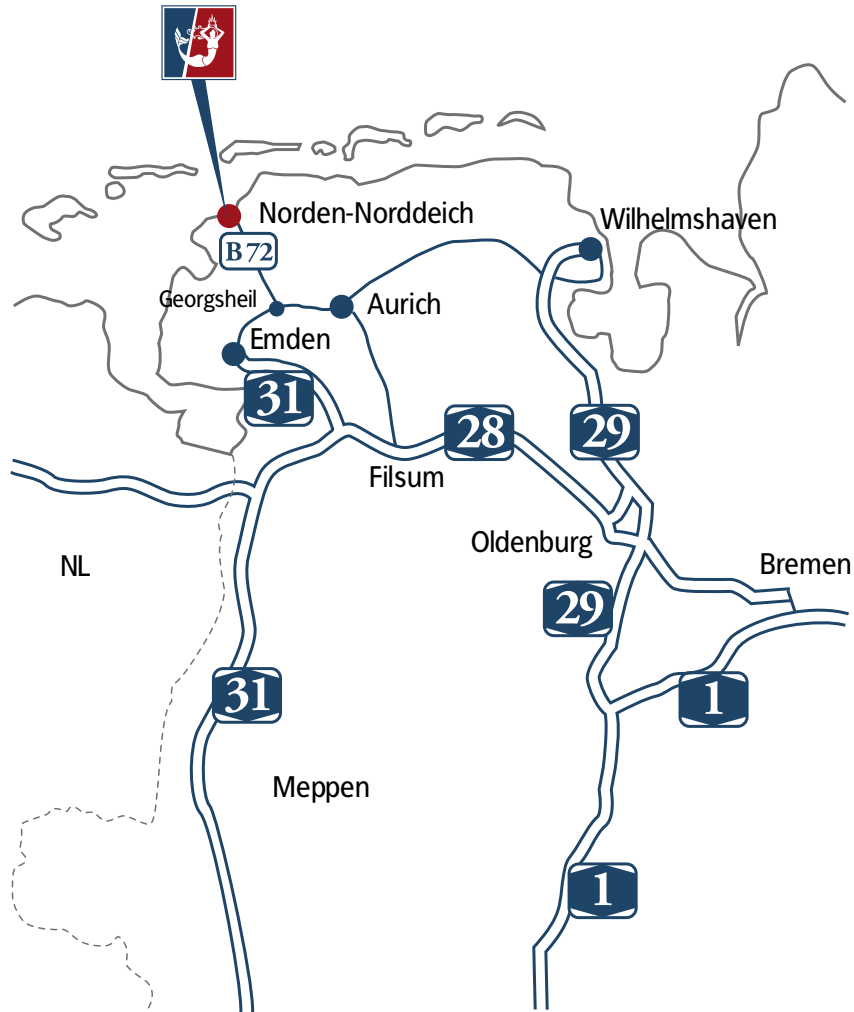 Norden-Norddeich
Wilhelmshaven
B 72
Georgsheil
Aurich
Emden
31
28
29
Filsum
Oldenburg
Bremen
NL
29
31
1
Meppen
1